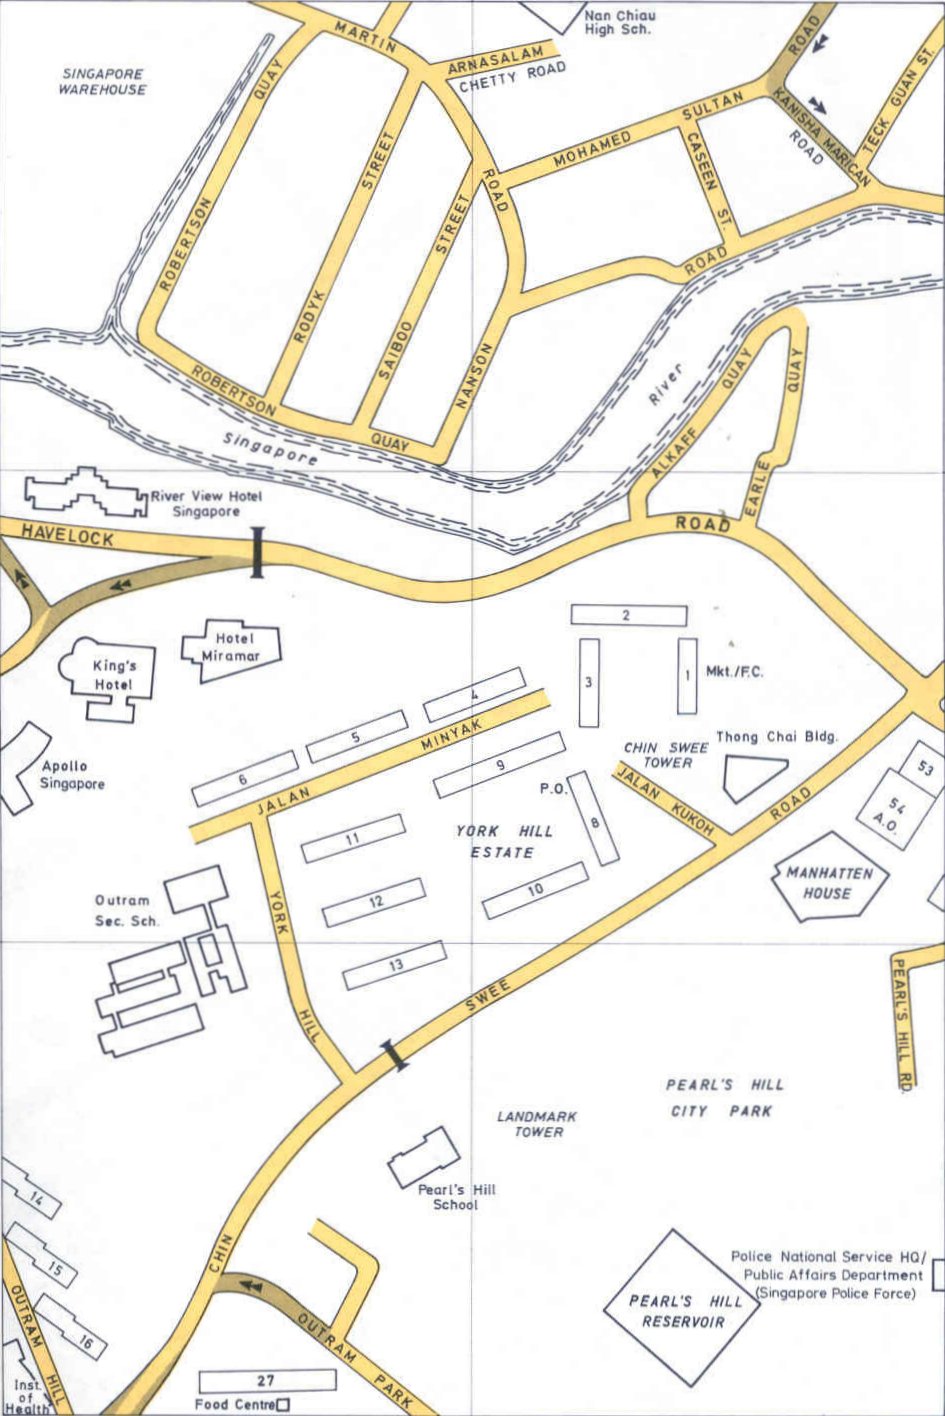 Nan Chiau
High Sch.
MARTIN
ROAD
ARNASALAM
CHETTY ROAD
SINGAPORE
WAREHOUSE
ROAD
TECK GUAN ST.
KANISHA MARICAN
ROAD
MOHAMED SULTAN
CASEEN ST.
ROBERTSON QUAY
RODYK STREET
SAIBOO STREET
NANSON ROAD
ROBERTSON QUAY
Singapore River
ALKAFF QUAY
EARLE QUAY
River View Hotel
Singapore
HAVELOCK ROAD
King's
Hotel
Hotel
Miramar
Apollo
Singapore
2
3
1
Mkt./F.C.
4
5
6
JALAN MINYAK
9
P.O.
8
CHIN SWEE
TOWER
Thong Chai Bldg.
JALAN KUKOH
53
54
A.O.
MANHATTEN
HOUSE
YORK HILL
ESTATE
11
12
10
13
Outram
Sec. Sch.
YORK HILL
CHIN SWEE ROAD
PEARL'S HILL RD.
PEARL'S HILL
CITY PARK
LANDMARK
TOWER
Pearl's Hill
School
14
15
16
OUTRAM HILL
Inst.
of
Health
OUTRAM PARK
27
Food Centre
PEARL'S HILL
RESERVOIR
Police National Service HQ/
Public Affairs Department
(Singapore Police Force)